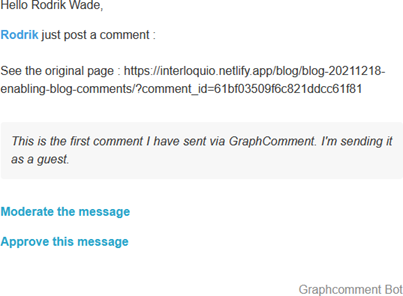 Hello Rodrik Wade,
Rodrik just post a comment :
See the original page : https://interloquio.netlify.app/blog/blog-20211218-
enabling-blog-comments/?comment_id=61bf03509f6c821ddcc61f81
This is the first comment I have sent via GraphComment. I'm sending it
as a guest.
Moderate the message
Approve this message
Graphcomment Bot